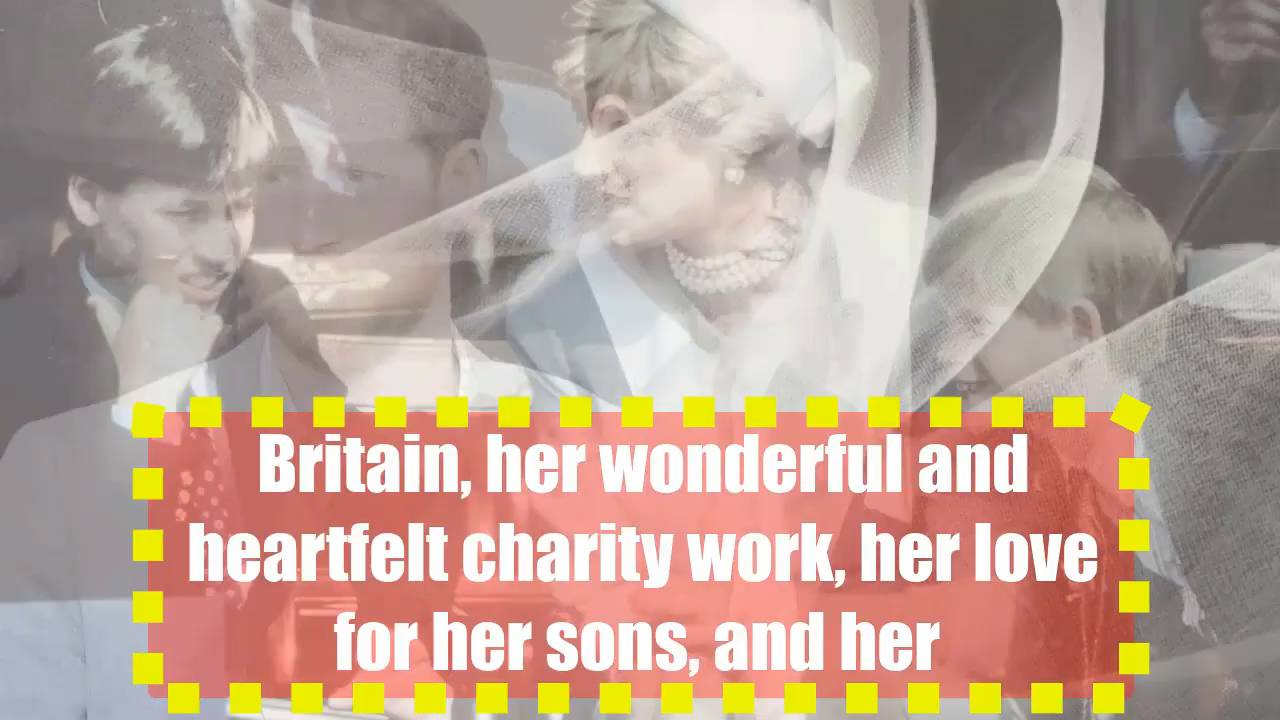 Britain, her wonderful and
heartfelt charity work, her love
for her sons, and her